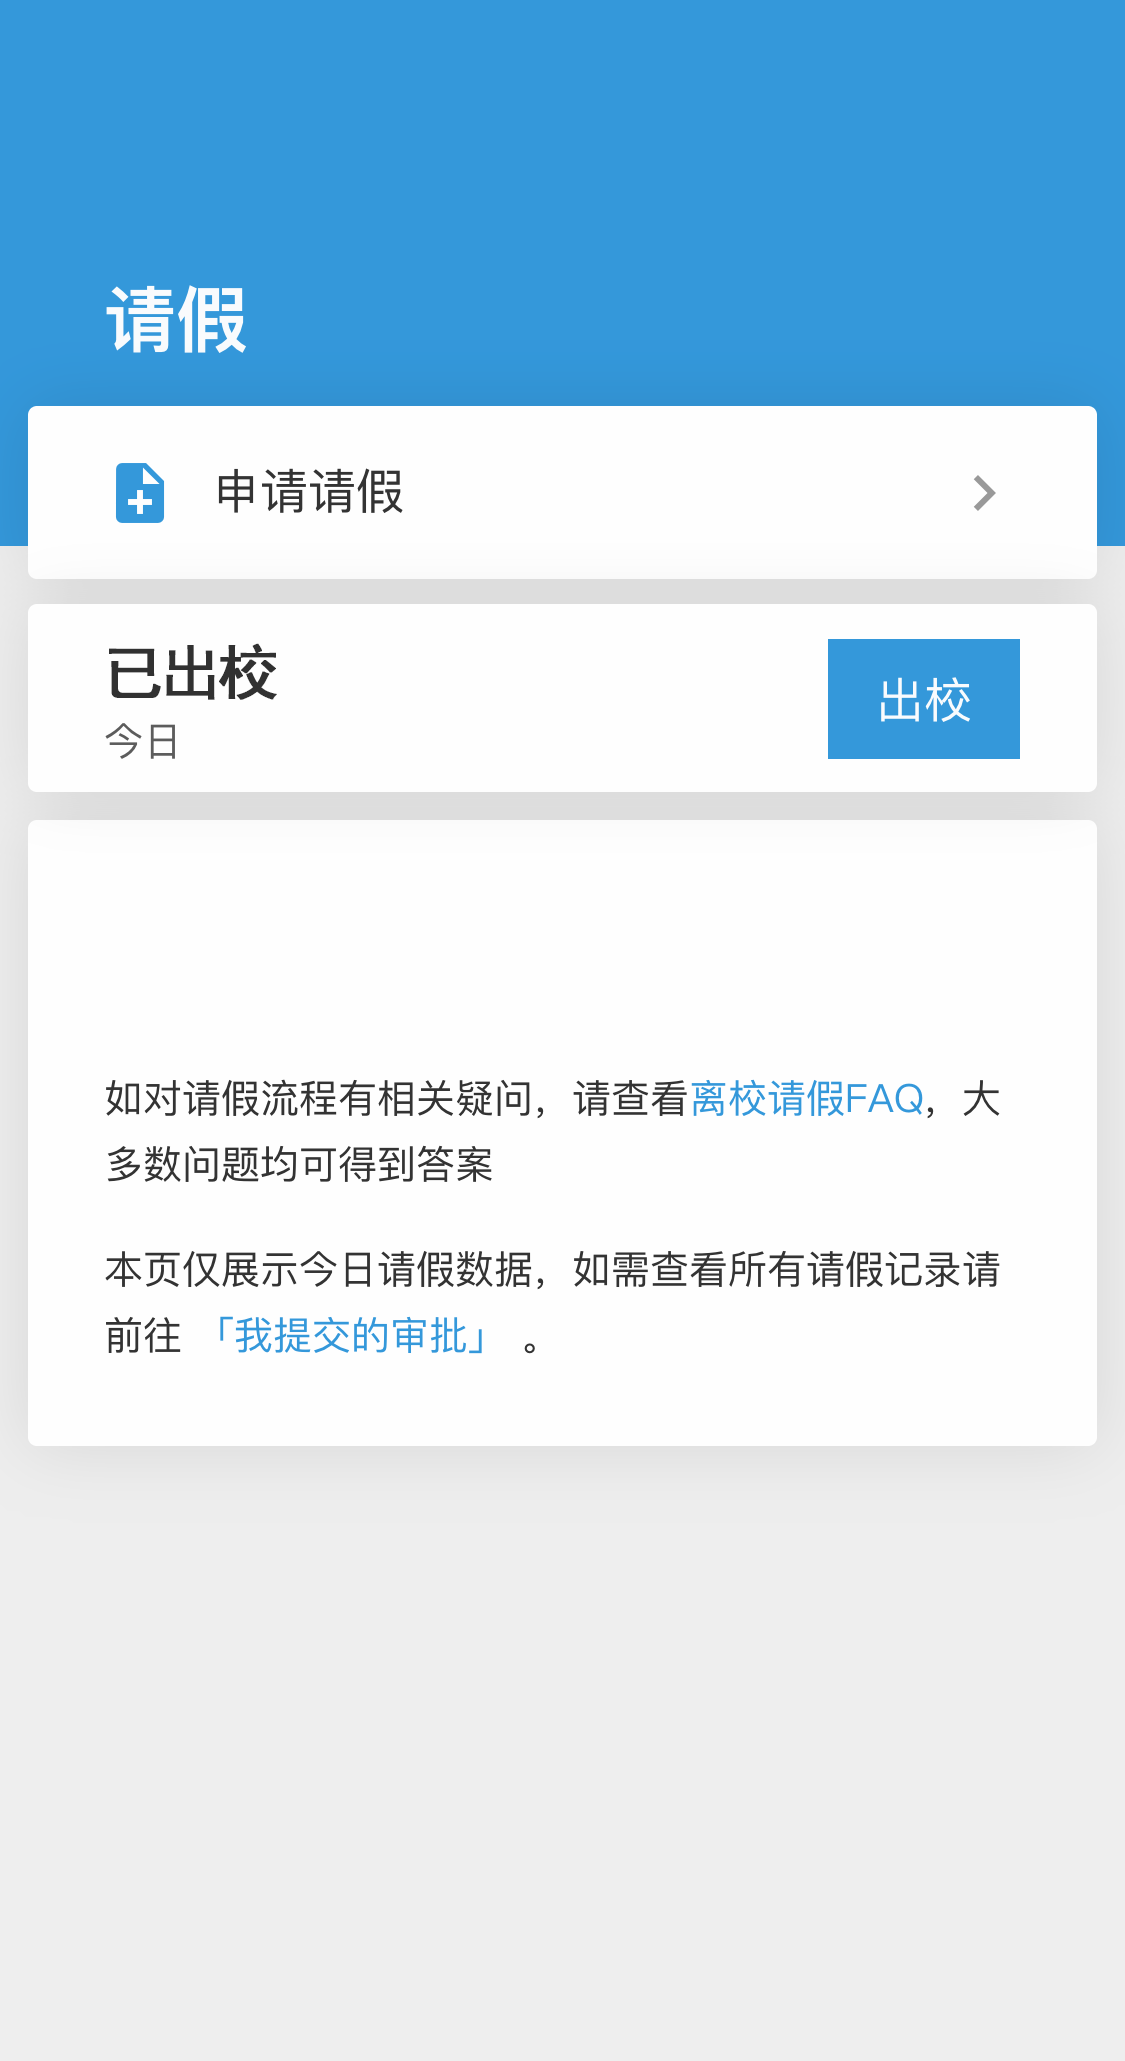 请假
申请请假
已出校
今日
出校
如对请假流程有相关疑问，请查看离校请假FAQ，大
多数问题均可得到答案
本页仅展示今日请假数据，如需查看所有请假记录请
前往 「我提交的审批」 。